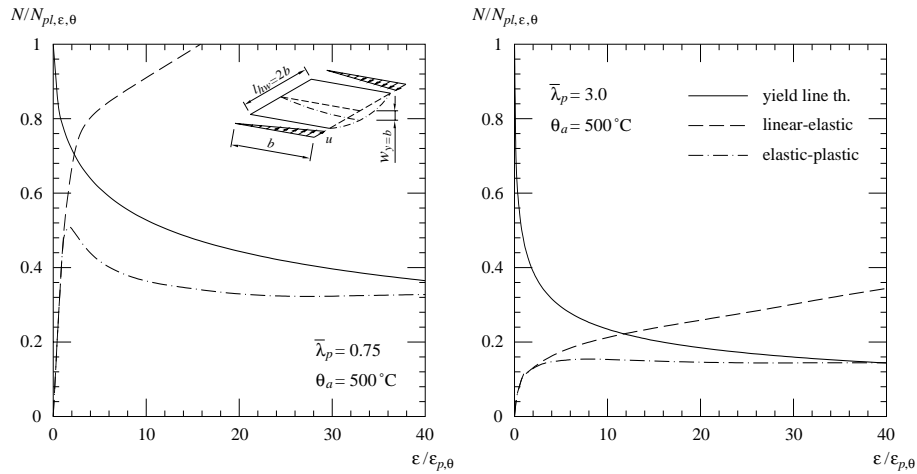 N/N_{pl,ε,θ}
1
0.8
0.6
0.4
0.2
0
0
10
20
30
40
ε/ε_{p,θ}
l_{hw}=2b
b
u
w_{y=b}
λ̅_p = 0.75
θ_a = 500°C
N/N_{pl,ε,θ}
1
0.8
0.6
0.4
0.2
0
0
10
20
30
40
ε/ε_{p,θ}
λ̅_p = 3.0
θ_a = 500°C
yield line th.
linear-elastic
elastic-plastic